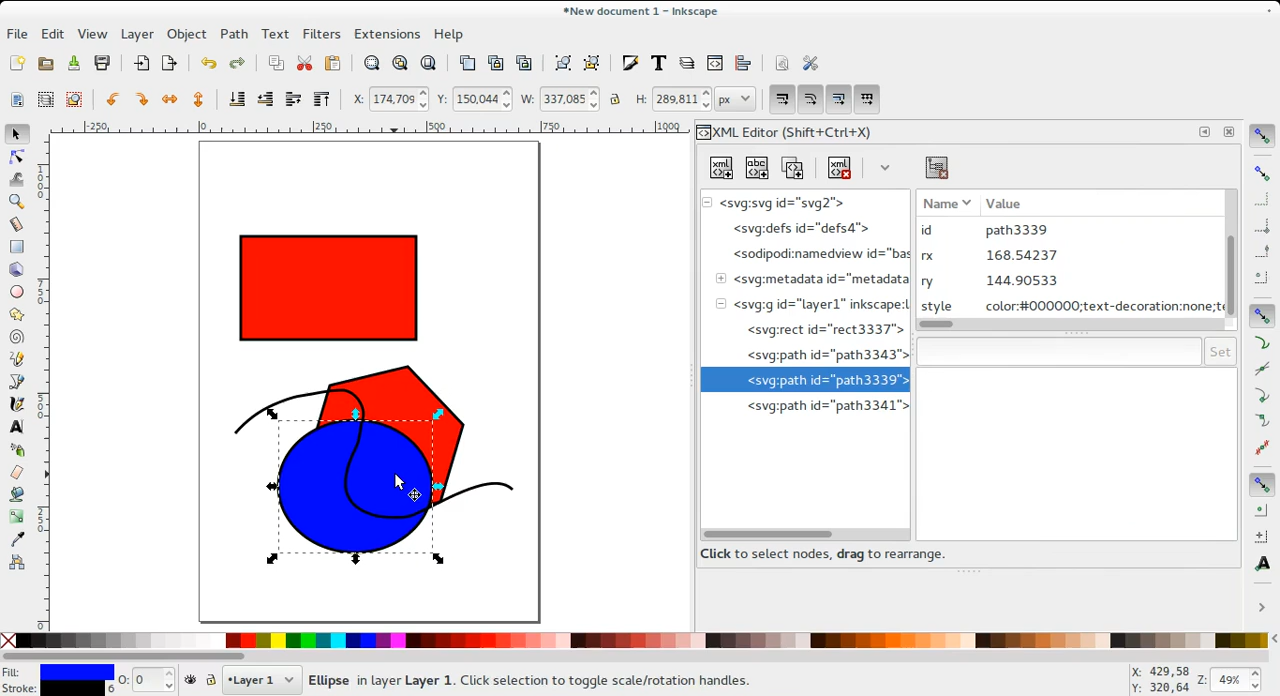 *New document 1 - Inkscape
File Edit View Layer Object Path Text Filters Extensions Help
X: 174,709 Y: 150,044 W: 337,085 H: 289,811 px
-250 0 250 500 750 1000
XML Editor (Shift+Ctrl+X)
<svg:svg id="svg2">
<svg:defs id="defs4">
<sodipodi:namedview id="bas
<svg:metadata id="metadata
<svg:g id="layer1" inkscape:l
<svg:rect id="rect3337">
<svg:path id="path3343">
<svg:path id="path3339">
<svg:path id="path3341">
Name Value
id path3339
rx 168.54237
ry 144.90533
style color:#000000;text-decoration:none;te
Set
1000
750
500
250
0
Click to select nodes, drag to rearrange.
Fill:
Stroke: 6
O: 0
Layer 1
Ellipse in layer Layer 1. Click selection to toggle scale/rotation handles.
X: 429,58
Y: 320,64
Z: 49%